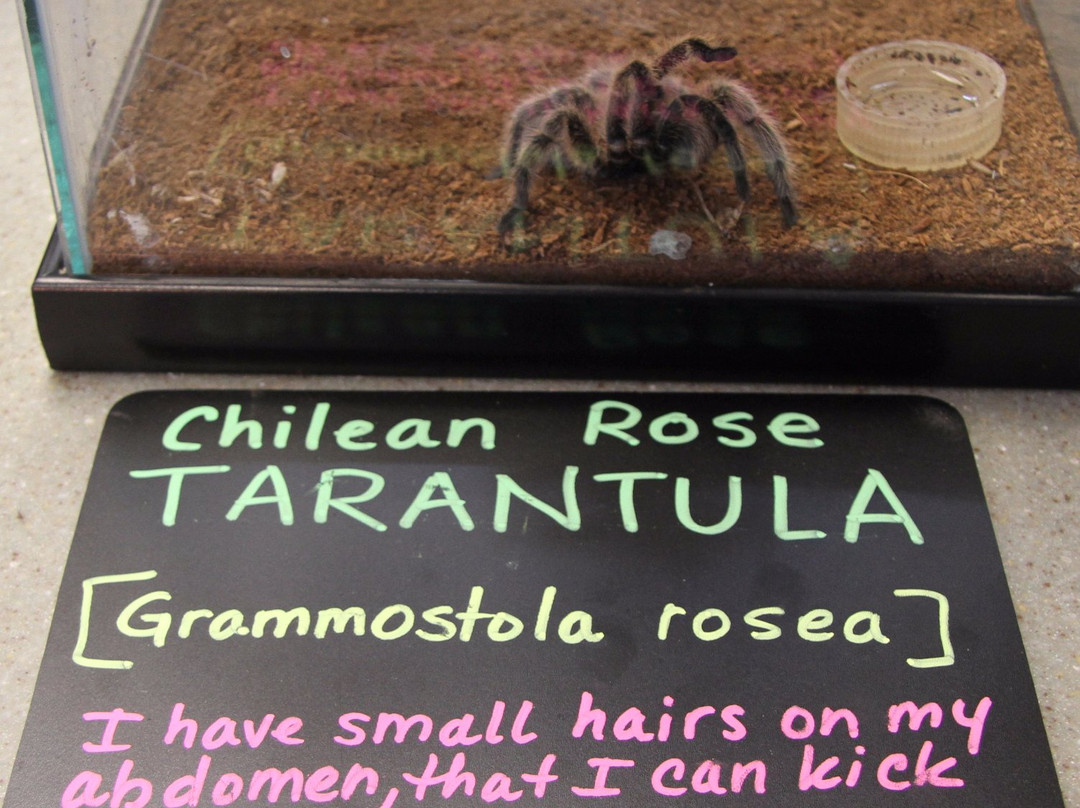 Chilean Rose
TARANTULA
[Grammostola rosea]
I have small hairs on my
abdomen, that I can kick